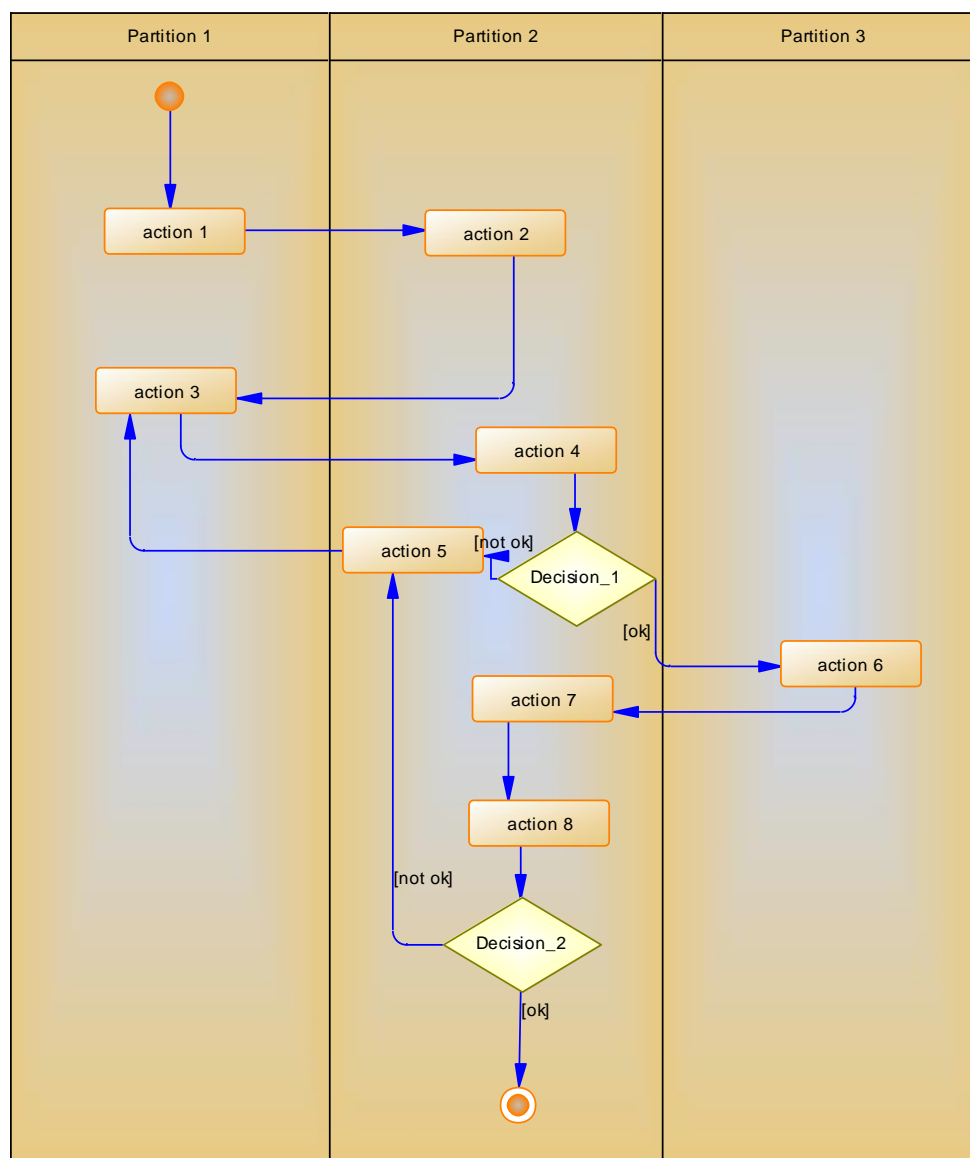 Partition 1
Partition 2
Partition 3
action 1
action 2
action 3
action 4
[not ok]
action 5
Decision_1
[ok]
action 6
action 7
action 8
[not ok]
Decision_2
[ok]